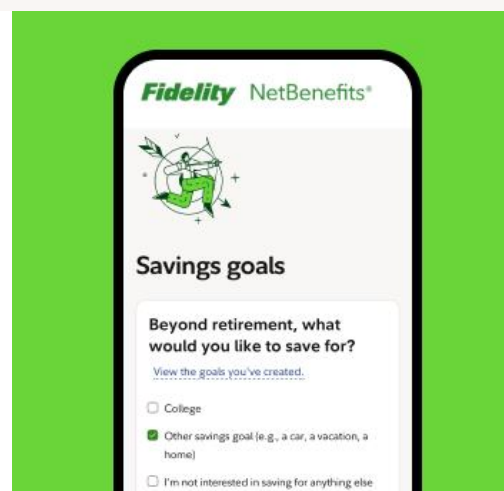 Fidelity NetBenefits®
Savings goals
Beyond retirement, what
would you like to save for?
View the goals you've created.
College
Other savings goal (e.g., a car, a vacation, a
home)
I'm not interested in saving for anything else